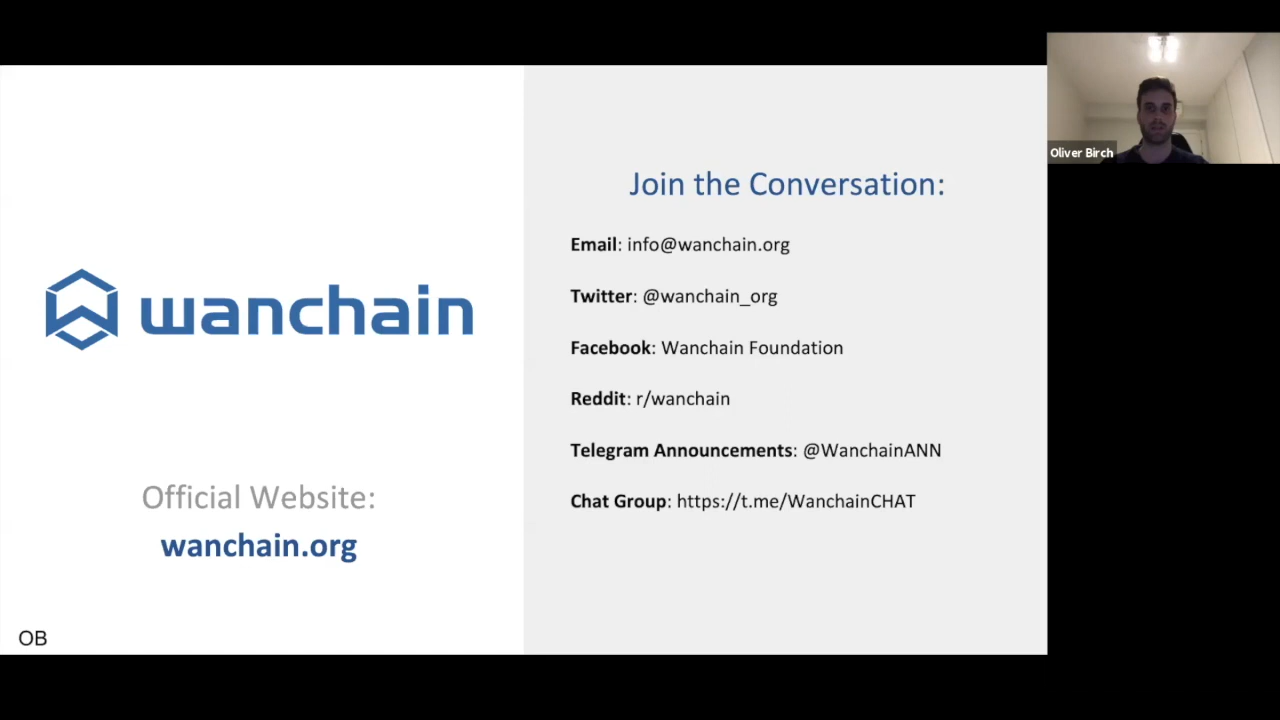 wanchain
Official Website:
wanchain.org
OB
Join the Conversation:
Email: info@wanchain.org
Twitter: @wanchain_org
Facebook: Wanchain Foundation
Reddit: r/wanchain
Telegram Announcements: @WanchainANN
Chat Group: https://t.me/WanchainCHAT
Oliver Birch